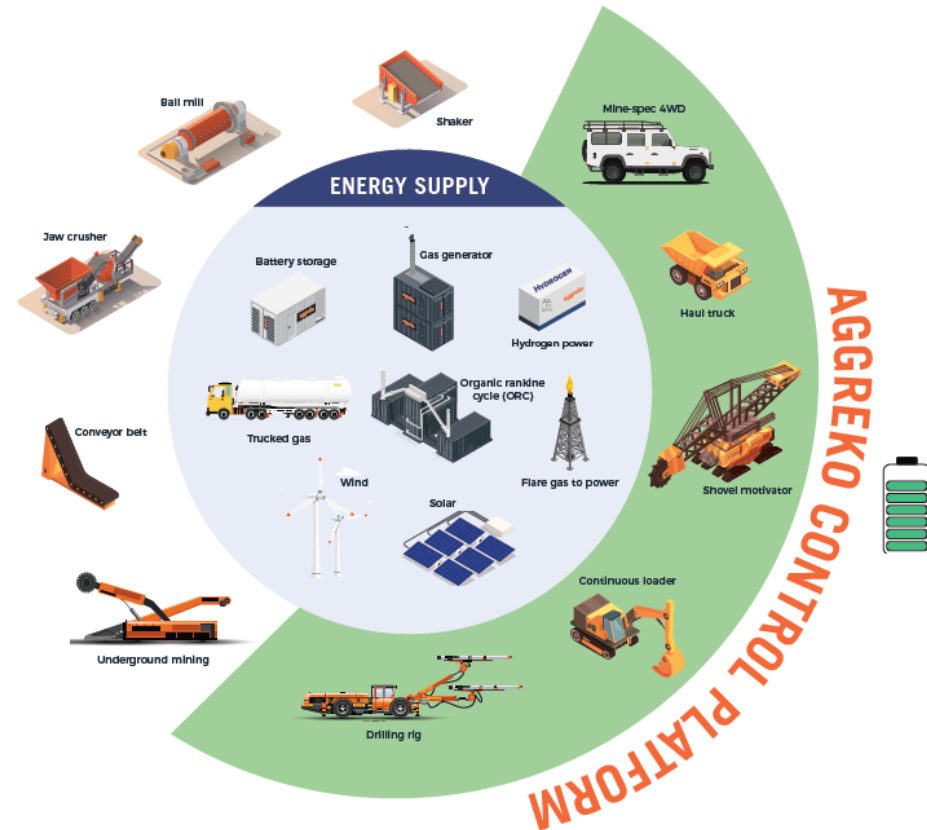 Ball mill
Shaker
Mine-spec 4WD
ENERGY SUPPLY
Jaw crusher
Battery storage
Gas generator
HYDROGEN
aggreko
Hydrogen power
Haul truck
Trucked gas
Organic rankine
cycle (ORC)
Conveyor belt
Wind
Flare gas to power
Shovel motivator
Solar
Continuous loader
Underground mining
Drilling rig
AGGREKO CONTROL PLATFORM